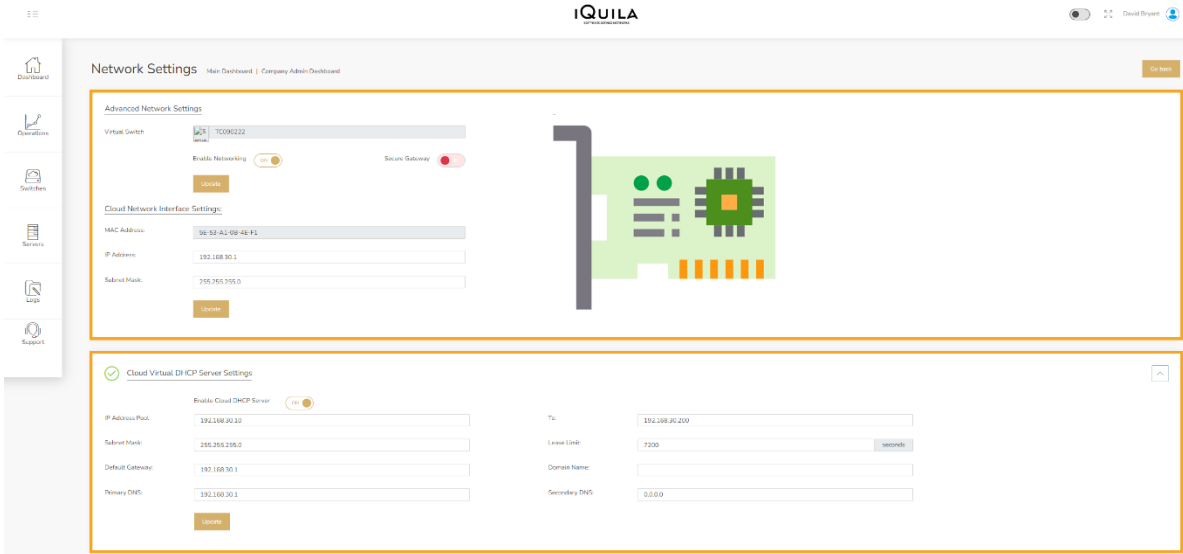 iQUILA
David Bryant
Dashboard
Operations
Switches
Servers
Logs
Support
Network Settings Main Dashboard | Company Admin Dashboard
Go back
Advanced Network Settings
Virtual Switch 7C090222
Enable Networking ON Secure Gateway
Update
Cloud Network Interface Settings:
MAC Address: 5E-53-A1-0B-4E-F1
IP Address: 192.168.30.1
Subnet Mask: 255.255.255.0
Update
Cloud Virtual DHCP Server Settings
Enable Cloud DHCP Server ON
IP Address Pool: 192.168.30.10 To: 192.168.30.200
Subnet Mask: 255.255.255.0 Lease Limit: 7200 seconds
Default Gateway: 192.168.30.1 Domain Name:
Primary DNS: 192.168.30.1 Secondary DNS: 0.0.0.0
Update